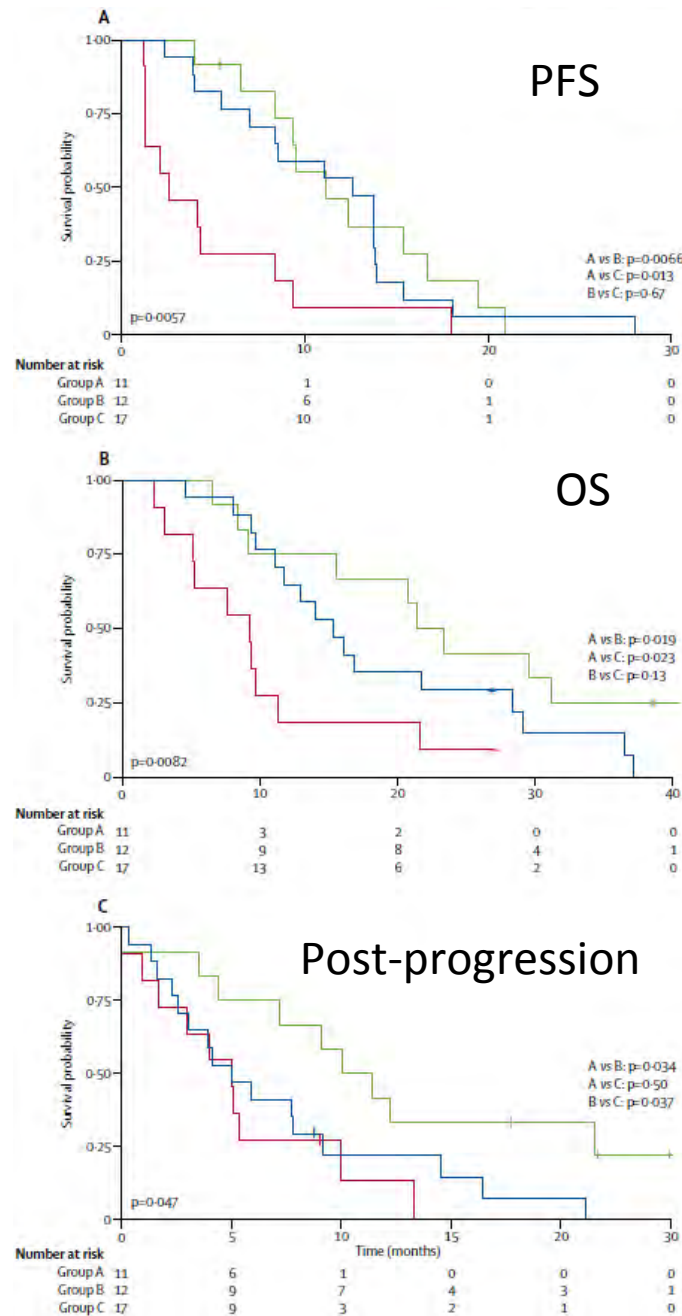 A
PFS
1·00
0·75
0·50
0·25
0
Survival probability
p=0·0057
A vs B: p=0·0066
A vs C: p=0·013
B vs C: p=0·67
0 10 20 30
Number at risk
Group A 11 1 0 0
Group B 12 6 1 0
Group C 17 10 1 0
B
OS
1·00
0·75
0·50
0·25
0
Survival probability
p=0·0082
A vs B: p=0·019
A vs C: p=0·023
B vs C: p=0·13
0 10 20 30 40
Number at risk
Group A 11 3 2 0 0
Group B 12 9 8 4 1
Group C 17 13 6 2 0
C
Post-progression
1·00
0·75
0·50
0·25
0
Survival probability
p=0·047
A vs B: p=0·034
A vs C: p=0·50
B vs C: p=0·037
0 5 10 15 20 30
Time (months)
Number at risk
Group A 11 6 1 0 0 0
Group B 12 9 7 4 3 1
Group C 17 9 3 2 1 0